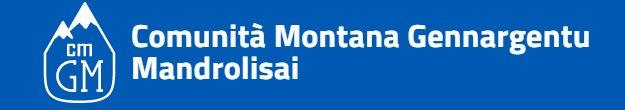 cm
GM
Comunità Montana Gennargentu
Mandrolisai